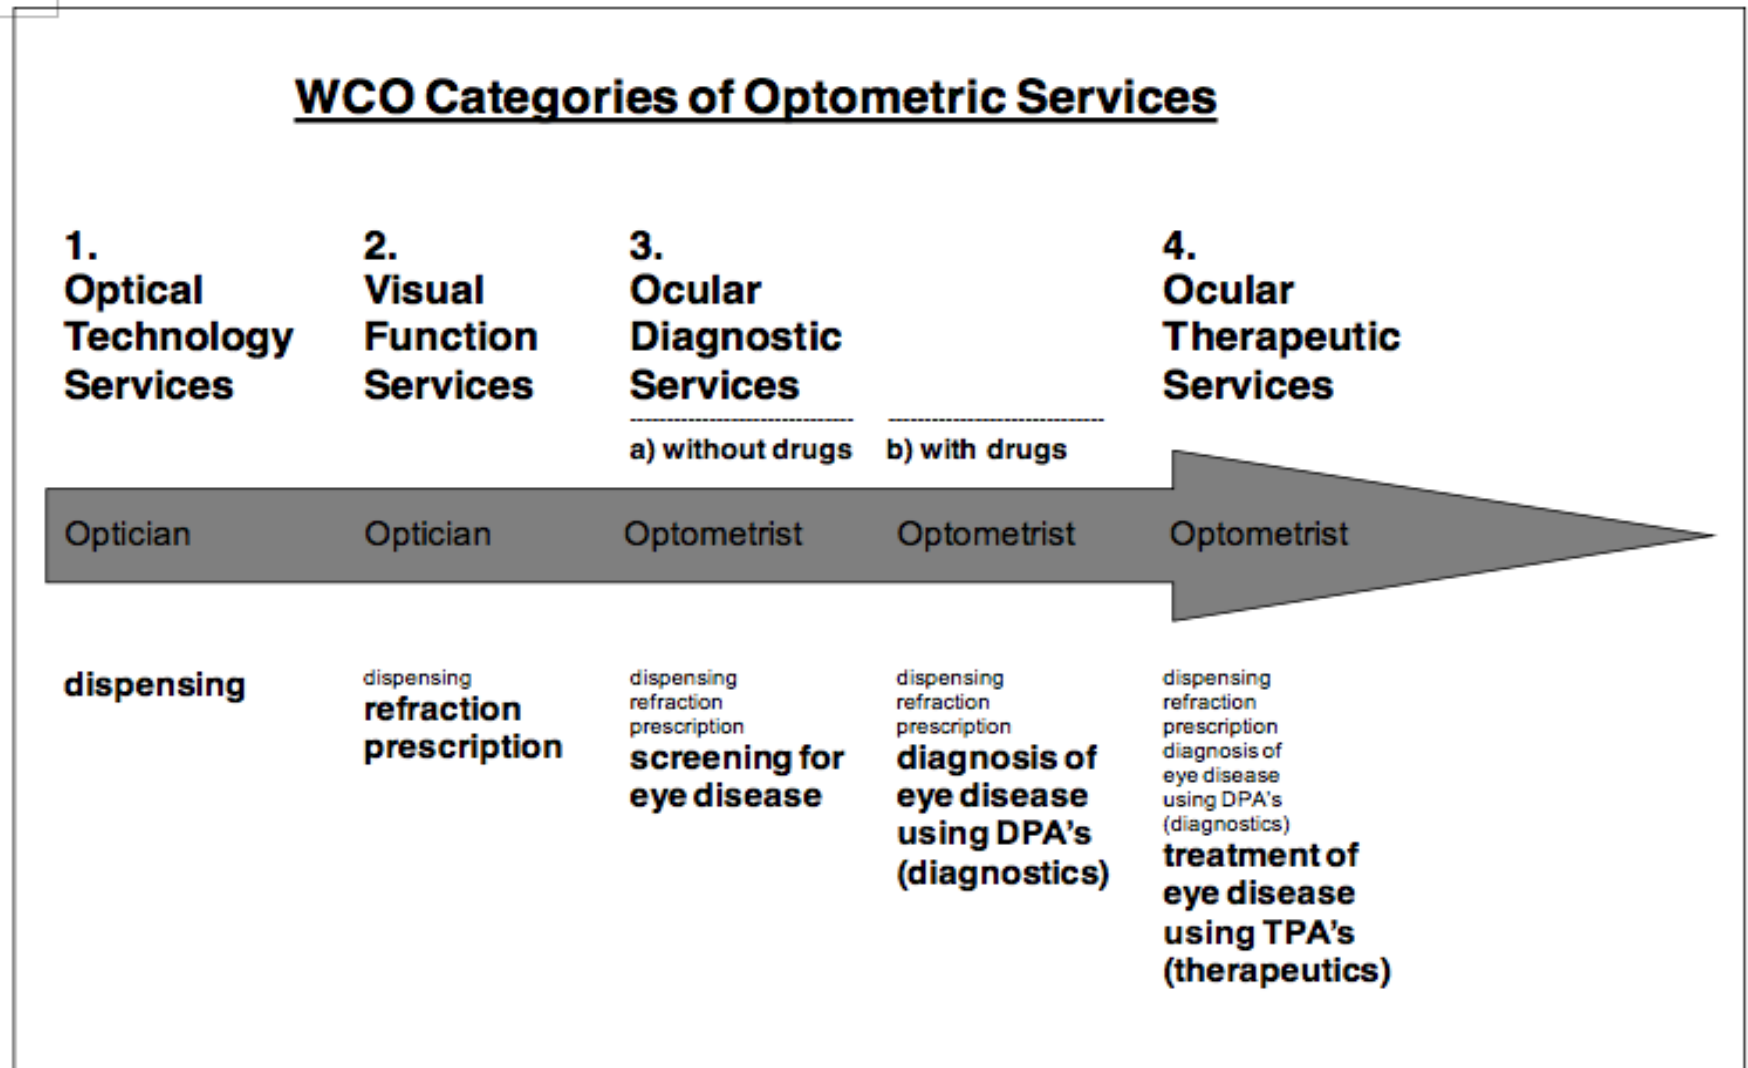 WCO Categories of Optometric Services
1.
Optical
Technology
Services
2.
Visual
Function
Services
3.
Ocular
Diagnostic
Services
a) without drugs
b) with drugs
4.
Ocular
Therapeutic
Services
Optician
Optician
Optometrist
Optometrist
Optometrist
dispensing
dispensing
refraction
prescription
dispensing
refraction
prescription
screening for
eye disease
dispensing
refraction
prescription
diagnosis of
eye disease
using DPA's
(diagnostics)
dispensing
refraction
prescription
diagnosis of
eye disease
using DPA's
(diagnostics)
treatment of
eye disease
using TPA's
(therapeutics)